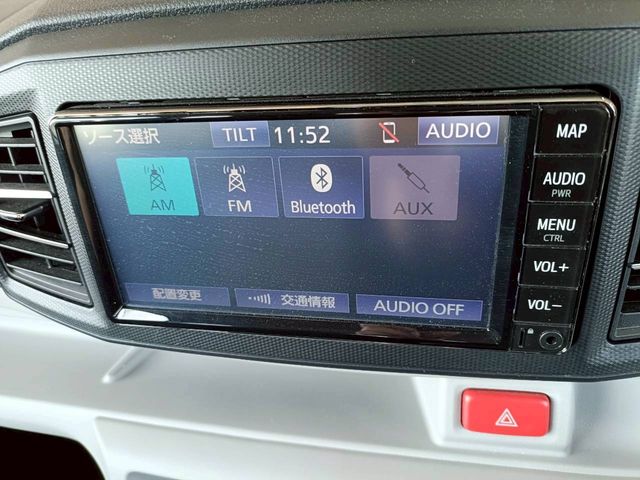 ソース選択 TILT 11:52 AUDIO
AM FM Bluetooth AUX
配置変更 交通情報 AUDIO OFF
MAP
AUDIO
PWR
MENU
CTRL
VOL+
VOL−